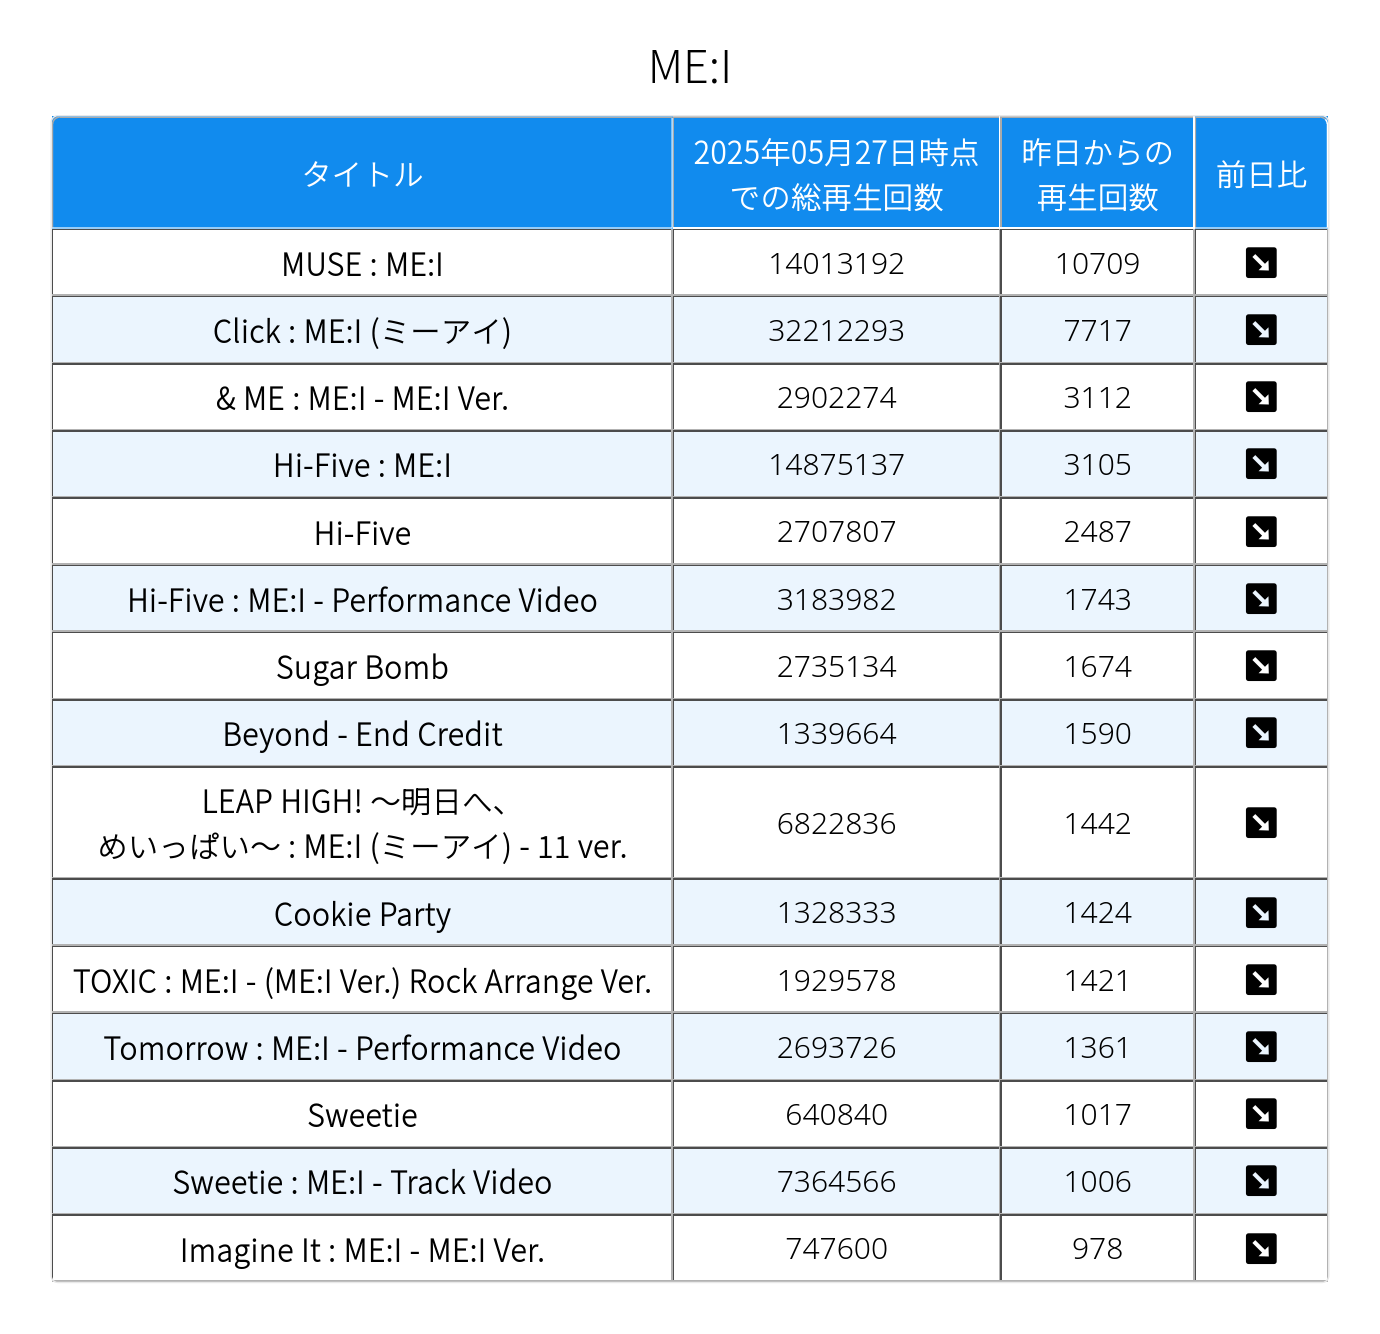 ME:I
タイトル
2025年05月27日時点
での総再生回数
昨日からの
再生回数
前日比
MUSE : ME:I 14013192 10709
Click : ME:I (ミーアイ) 32212293 7717
& ME : ME:I - ME:I Ver. 2902274 3112
Hi-Five : ME:I 14875137 3105
Hi-Five 2707807 2487
Hi-Five : ME:I - Performance Video 3183982 1743
Sugar Bomb 2735134 1674
Beyond - End Credit 1339664 1590
LEAP HIGH! 〜明日へ、
めいっぱい〜 : ME:I (ミーアイ) - 11 ver. 6822836 1442
Cookie Party 1328333 1424
TOXIC : ME:I - (ME:I Ver.) Rock Arrange Ver. 1929578 1421
Tomorrow : ME:I - Performance Video 2693726 1361
Sweetie 640840 1017
Sweetie : ME:I - Track Video 7364566 1006
Imagine It : ME:I - ME:I Ver. 747600 978